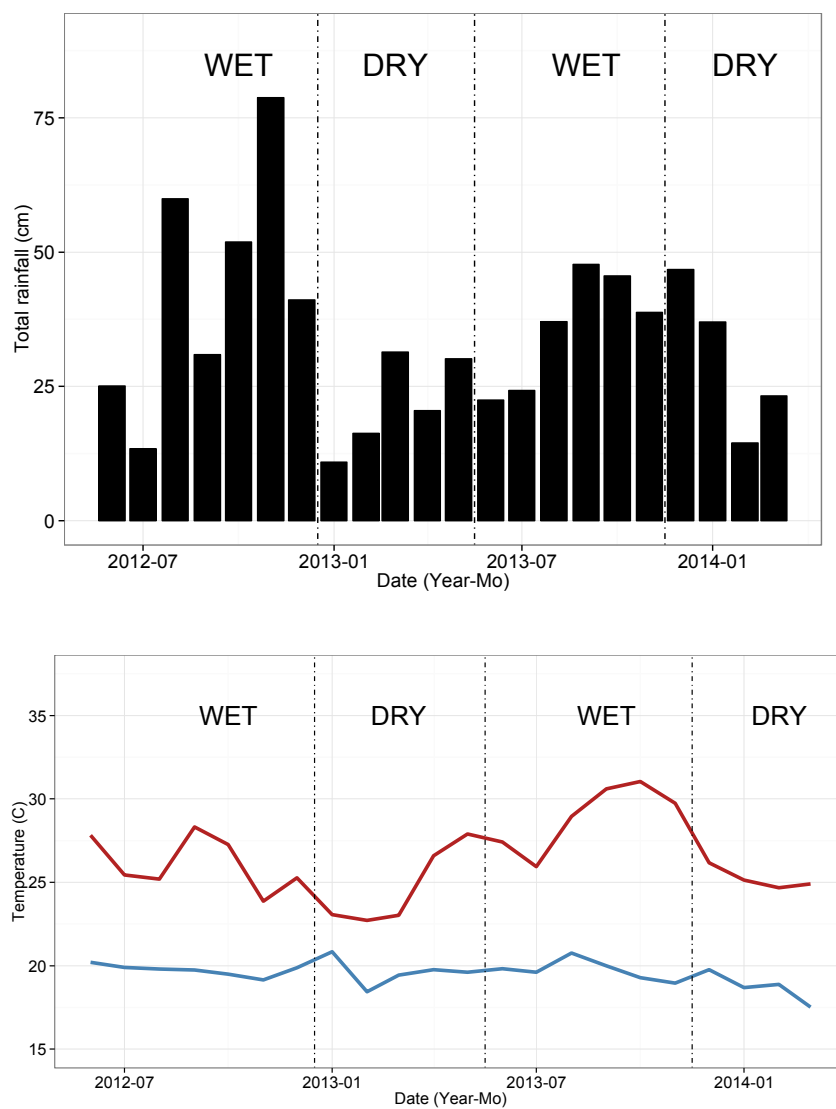 WET DRY WET DRY
75
50
25
0
Total rainfall (cm)
2012-07 2013-01 2013-07 2014-01
Date (Year-Mo)
WET DRY WET DRY
35
30
25
20
15
Temperature (C)
2012-07 2013-01 2013-07 2014-01
Date (Year-Mo)